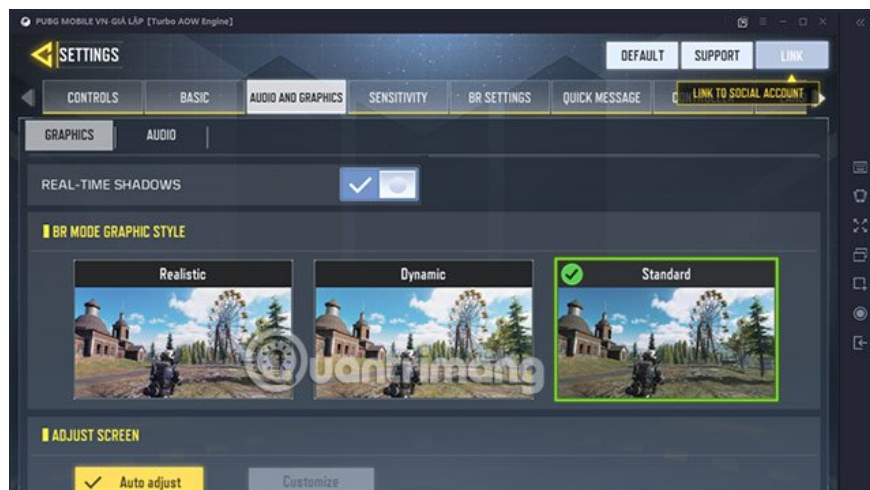 PUBG MOBILE VN-GIẢ LẬP [Turbo AOW Engine]
SETTINGS
DEFAULT
SUPPORT
LINK
CONTROLS
BASIC
AUDIO AND GRAPHICS
SENSITIVITY
BR SETTINGS
QUICK MESSAGE
LINK TO SOCIAL ACCOUNT
GRAPHICS
AUDIO
REAL-TIME SHADOWS
BR MODE GRAPHIC STYLE
Realistic
Dynamic
Standard
Quantrimang
ADJUST SCREEN
Auto adjust
Customize